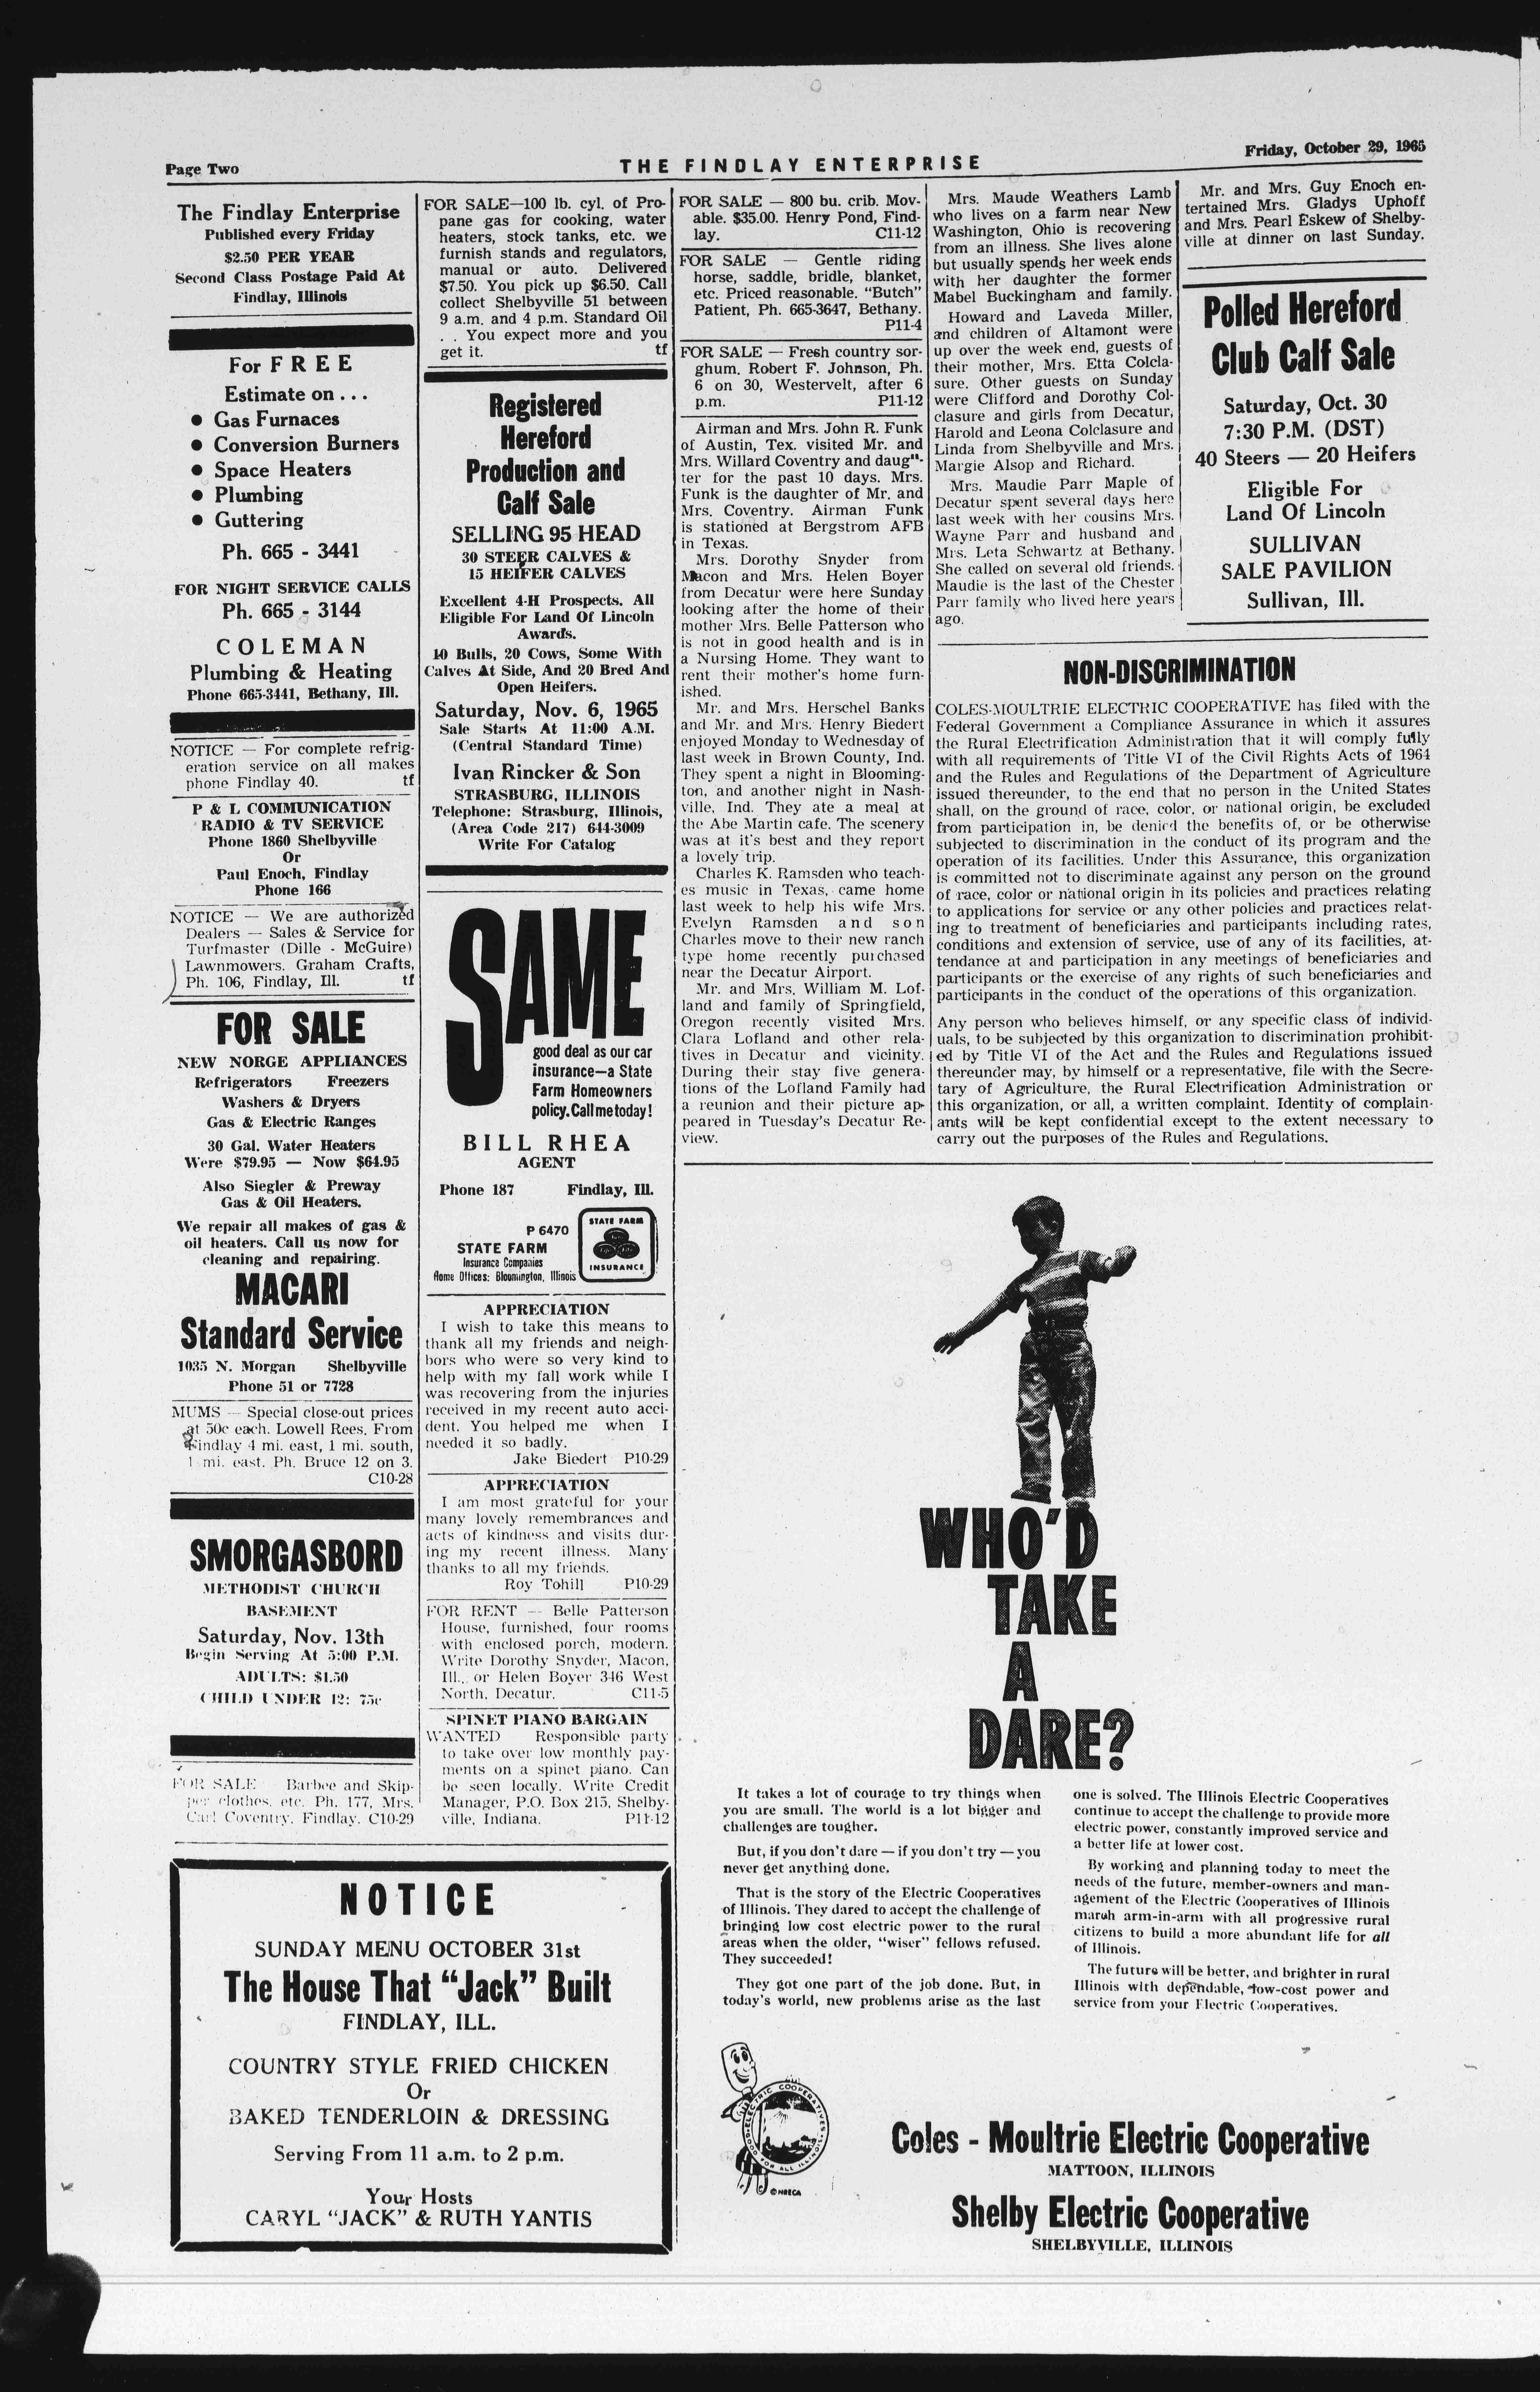 Page Two
THE FINDLAY ENTERPRISE
Friday, October 29, 1965
The Findlay Enterprise
Published every Friday
$2.50 PER YEAR
Second Class Postage Paid At
Findlay, Illinois
For FREE
Estimate on . . .
● Gas Furnaces
● Conversion Burners
● Space Heaters
● Plumbing
● Guttering
Ph. 665 - 3441
FOR NIGHT SERVICE CALLS
Ph. 665 - 3144
COLEMAN
Plumbing & Heating
Phone 665-3441, Bethany, Ill.
NOTICE — For complete refrig-
eration service on all makes
phone Findlay 40. tf
P & L COMMUNICATION
RADIO & TV SERVICE
Phone 1860 Shelbyville
Or
Paul Enoch, Findlay
Phone 166
NOTICE — We are authorized
Dealers — Sales & Service for
Turfmaster (Dille - McGuire)
Lawnmowers. Graham Crafts,
Ph. 106, Findlay, Ill. tf
FOR SALE
NEW NORGE APPLIANCES
Refrigerators Freezers
Washers & Dryers
Gas & Electric Ranges
30 Gal. Water Heaters
Were $79.95 — Now $64.95
Also Siegler & Preway
Gas & Oil Heaters.
We repair all makes of gas &
oil heaters. Call us now for
cleaning and repairing.
MACARI
Standard Service
1035 N. Morgan Shelbyville
Phone 51 or 7728
MUMS — Special close-out prices
at 50c each. Lowell Rees. From
Findlay 4 mi. east, 1 mi. south,
1 mi. east. Ph. Bruce 12 on 3.
C10-28
SMORGASBORD
METHODIST CHURCH
BASEMENT
Saturday, Nov. 13th
Begin Serving At 5:00 P.M.
ADULTS: $1.50
CHILD UNDER 12: 75c
FOR SALE Barbee and Skip-
per clothes, etc. Ph. 177, Mrs.
Carl Coventry, Findlay. C10-29
FOR SALE—100 lb. cyl. of Pro-
pane gas for cooking, water
heaters, stock tanks, etc. we
furnish stands and regulators,
manual or auto. Delivered
$7.50. You pick up $6.50. Call
collect Shelbyville 51 between
9 a.m. and 4 p.m. Standard Oil
. . You expect more and you
get it. tf
Registered
Hereford
Production and
Calf Sale
SELLING 95 HEAD
30 STEER CALVES &
15 HEIFER CALVES
Excellent 4-H Prospects. All
Eligible For Land Of Lincoln
Awards.
10 Bulls, 20 Cows, Some With
Calves At Side, And 20 Bred And
Open Heifers.
Saturday, Nov. 6, 1965
Sale Starts At 11:00 A.M.
(Central Standard Time)
Ivan Rincker & Son
STRASBURG, ILLINOIS
Telephone: Strasburg, Illinois,
(Area Code 217) 644-3009
Write For Catalog
SAME
good deal as our car
insurance—a State
Farm Homeowners
policy. Call me today!
BILL RHEA
AGENT
Phone 187 Findlay, Ill.
P 6470
STATE FARM
Insurance Companies
Home Offices: Bloomington, Illinois
STATE FARM
INSURANCE
APPRECIATION
I wish to take this means to
thank all my friends and neigh-
bors who were so very kind to
help with my fall work while I
was recovering from the injuries
received in my recent auto acci-
dent. You helped me when I
needed it so badly.
Jake Biedert P10-29
APPRECIATION
I am most grateful for your
many lovely remembrances and
acts of kindness and visits dur-
ing my recent illness. Many
thanks to all my friends.
Roy Tohill P10-29
FOR RENT — Belle Patterson
House, furnished, four rooms
with enclosed porch, modern.
Write Dorothy Snyder, Macon,
Ill., or Helen Boyer 346 West
North, Decatur. C11-5
SPINET PIANO BARGAIN
WANTED Responsible party
to take over low monthly pay-
ments on a spinet piano. Can
be seen locally. Write Credit
Manager, P.O. Box 215, Shelby-
ville, Indiana. P11-12
NOTICE
SUNDAY MENU OCTOBER 31st
The House That "Jack" Built
FINDLAY, ILL.
COUNTRY STYLE FRIED CHICKEN
Or
BAKED TENDERLOIN & DRESSING
Serving From 11 a.m. to 2 p.m.
Your Hosts
CARYL "JACK" & RUTH YANTIS
FOR SALE — 800 bu. crib. Mov-
able. $35.00. Henry Pond, Find-
lay. C11-12
FOR SALE — Gentle riding
horse, saddle, bridle, blanket,
etc. Priced reasonable. "Butch"
Patient, Ph. 665-3647, Bethany.
P11-4
FOR SALE — Fresh country sor-
ghum. Robert F. Johnson, Ph.
6 on 30, Westervelt, after 6
p.m. P11-12
Airman and Mrs. John R. Funk
of Austin, Tex. visited Mr. and
Mrs. Willard Coventry and daug"-
ter for the past 10 days. Mrs.
Funk is the daughter of Mr. and
Mrs. Coventry. Airman Funk
is stationed at Bergstrom AFB
in Texas.
Mrs. Dorothy Snyder from
Macon and Mrs. Helen Boyer
from Decatur were here Sunday
looking after the home of their
mother Mrs. Belle Patterson who
is not in good health and is in
a Nursing Home. They want to
rent their mother's home furn-
ished.
Mr. and Mrs. Herschel Banks
and Mr. and Mrs. Henry Biedert
enjoyed Monday to Wednesday of
last week in Brown County, Ind.
They spent a night in Blooming-
ton, and another night in Nash-
ville, Ind. They ate a meal at
the Abe Martin cafe. The scenery
was at it's best and they report
a lovely trip.
Charles K. Ramsden who teach-
es music in Texas, came home
last week to help his wife Mrs.
Evelyn Ramsden and son
Charles move to their new ranch
type home recently purchased
near the Decatur Airport.
Mr. and Mrs. William M. Lof-
land and family of Springfield,
Oregon recently visited Mrs.
Clara Lofland and other rela-
tives in Decatur and vicinity.
During their stay five genera-
tions of the Lofland Family had
a reunion and their picture ap-
peared in Tuesday's Decatur Re-
view.
Mrs. Maude Weathers Lamb
who lives on a farm near New
Washington, Ohio is recovering
from an illness. She lives alone
but usually spends her week ends
with her daughter the former
Mabel Buckingham and family.
Howard and Laveda Miller,
and children of Altamont were
up over the week end, guests of
their mother, Mrs. Etta Colcla-
sure. Other guests on Sunday
were Clifford and Dorothy Col-
clasure and girls from Decatur,
Harold and Leona Colclasure and
Linda from Shelbyville and Mrs.
Margie Alsop and Richard.
Mrs. Maudie Parr Maple of
Decatur spent several days here
last week with her cousins Mrs.
Wayne Parr and husband and
Mrs. Leta Schwartz at Bethany.
She called on several old friends.
Maudie is the last of the Chester
Parr family who lived here years
ago.
Mr. and Mrs. Guy Enoch en-
tertained Mrs. Gladys Uphoff
and Mrs. Pearl Eskew of Shelby-
ville at dinner on last Sunday.
Polled Hereford
Club Calf Sale
Saturday, Oct. 30
7:30 P.M. (DST)
40 Steers — 20 Heifers
Eligible For
Land Of Lincoln
SULLIVAN
SALE PAVILION
Sullivan, Ill.
NON-DISCRIMINATION
COLES-MOULTRIE ELECTRIC COOPERATIVE has filed with the
Federal Government a Compliance Assurance in which it assures
the Rural Electrification Administration that it will comply fully
with all requirements of Title VI of the Civil Rights Acts of 1964
and the Rules and Regulations of the Department of Agriculture
issued thereunder, to the end that no person in the United States
shall, on the ground of race, color, or national origin, be excluded
from participation in, be denied the benefits of, or be otherwise
subjected to discrimination in the conduct of its program and the
operation of its facilities. Under this Assurance, this organization
is committed not to discriminate against any person on the ground
of race, color or national origin in its policies and practices relating
to applications for service or any other policies and practices relat-
ing to treatment of beneficiaries and participants including rates,
conditions and extension of service, use of any of its facilities, at-
tendance at and participation in any meetings of beneficiaries and
participants or the exercise of any rights of such beneficiaries and
participants in the conduct of the operations of this organization.
Any person who believes himself, or any specific class of individ-
uals, to be subjected by this organization to discrimination prohibit-
ed by Title VI of the Act and the Rules and Regulations issued
thereunder may, by himself or a representative, file with the Secre-
tary of Agriculture, the Rural Electrification Administration or
this organization, or all, a written complaint. Identity of complain-
ants will be kept confidential except to the extent necessary to
carry out the purposes of the Rules and Regulations.
WHO'D
TAKE
A
DARE?
It takes a lot of courage to try things when
you are small. The world is a lot bigger and
challenges are tougher.
But, if you don't dare — if you don't try — you
never get anything done.
That is the story of the Electric Cooperatives
of Illinois. They dared to accept the challenge of
bringing low cost electric power to the rural
areas when the older, "wiser" fellows refused.
They succeeded!
They got one part of the job done. But, in
today's world, new problems arise as the last
one is solved. The Illinois Electric Cooperatives
continue to accept the challenge to provide more
electric power, constantly improved service and
a better life at lower cost.
By working and planning today to meet the
needs of the future, member-owners and man-
agement of the Electric Cooperatives of Illinois
march arm-in-arm with all progressive rural
citizens to build a more abundant life for all
of Illinois.
The future will be better, and brighter in rural
Illinois with dependable, low-cost power and
service from your Electric Cooperatives.
ELECTRIC COOPERATIVES
GOOD FOR ALL ILLINOIS
© NRECA
Coles - Moultrie Electric Cooperative
MATTOON, ILLINOIS
Shelby Electric Cooperative
SHELBYVILLE, ILLINOIS